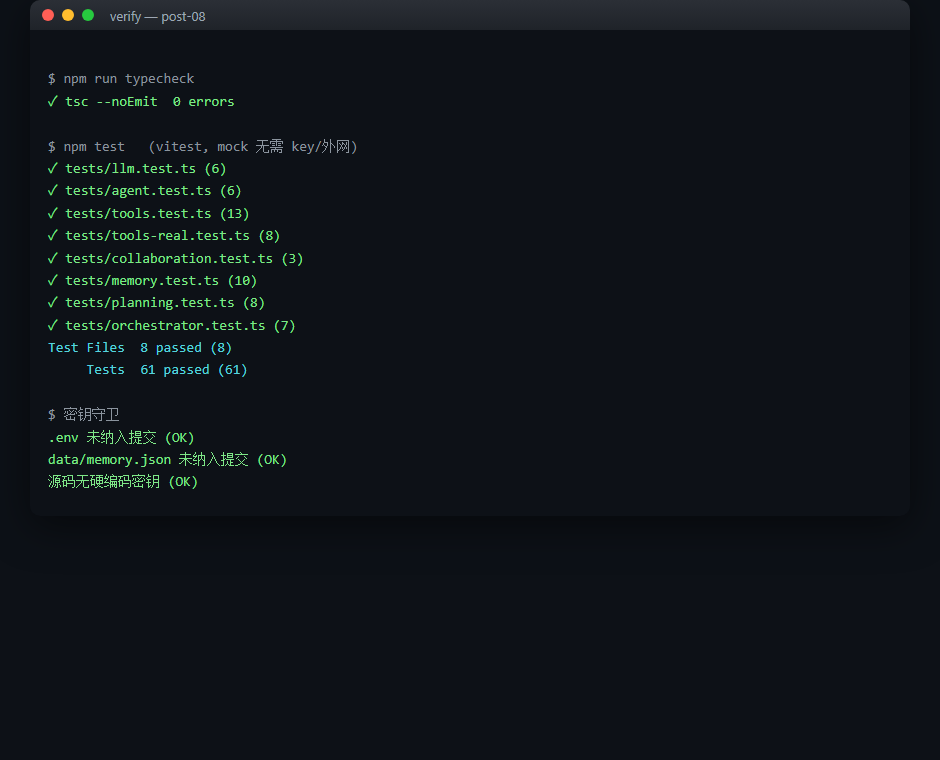 verify — post-08
$ npm run typecheck
✓ tsc --noEmit  0 errors
$ npm test   (vitest, mock 无需 key/外网)
✓ tests/llm.test.ts (6)
✓ tests/agent.test.ts (6)
✓ tests/tools.test.ts (13)
✓ tests/tools-real.test.ts (8)
✓ tests/collaboration.test.ts (3)
✓ tests/memory.test.ts (10)
✓ tests/planning.test.ts (8)
✓ tests/orchestrator.test.ts (7)
Test Files  8 passed (8)
     Tests  61 passed (61)
$ 密钥守卫
.env 未纳入提交 (OK)
data/memory.json 未纳入提交 (OK)
源码无硬编码密钥 (OK)